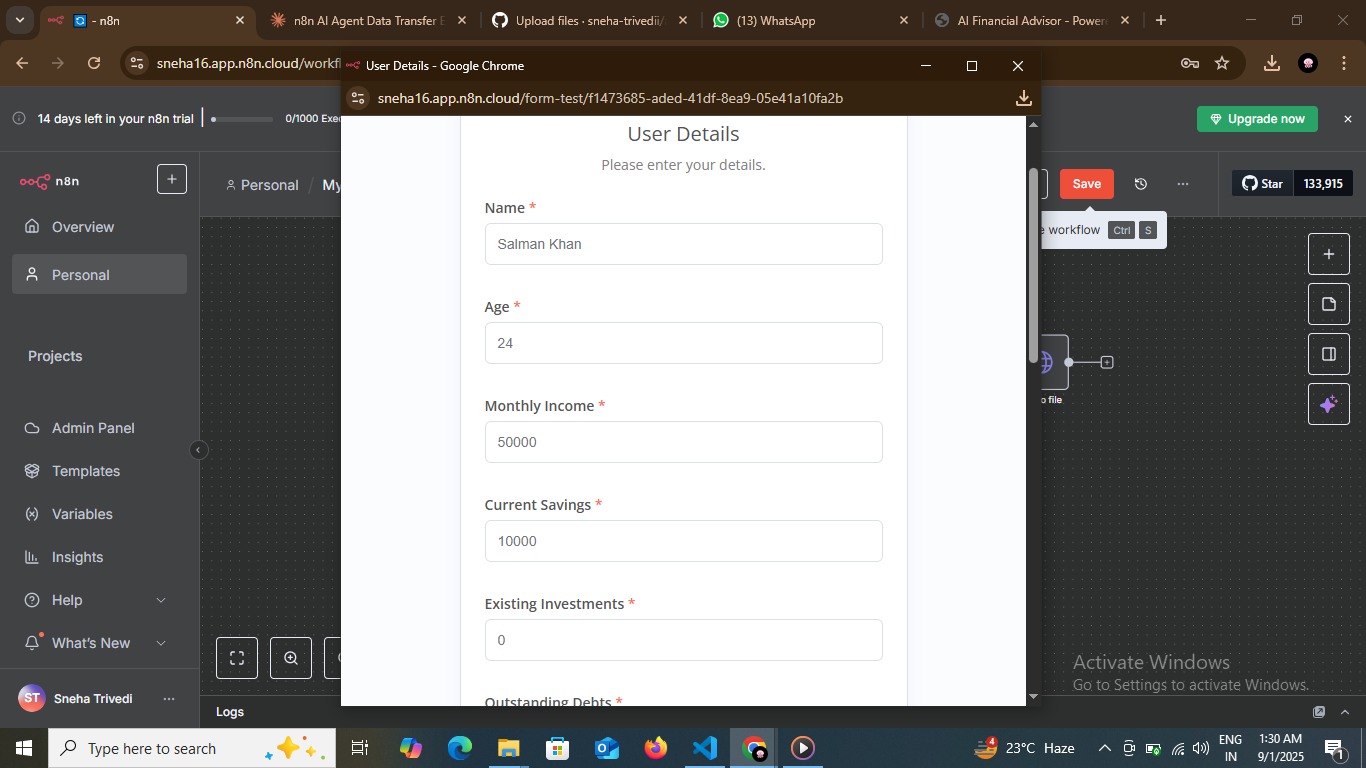 - n8n
n8n AI Agent Data Transfer E
Upload files · sneha-trivedii/
(13) WhatsApp
AI Financial Advisor - Power
sneha16.app.n8n.cloud/workfl
User Details - Google Chrome
sneha16.app.n8n.cloud/form-test/f1473685-aded-41df-8ea9-05e41a10fa2b
14 days left in your n8n trial
0/1000 Exe
Upgrade now
n8n
Personal / My
Save
Star 133,915
e workflow Ctrl S
Overview
Personal
Projects
Admin Panel
Templates
Variables
Insights
Help
What's New
ST Sneha Trivedi
User Details
Please enter your details.
Name *
Salman Khan
Age *
24
Monthly Income *
50000
Current Savings *
10000
Existing Investments *
0
Outstanding Debts *
o file
Logs
Activate Windows
Go to Settings to activate Windows.
Type here to search
4
23°C Haze
ENG
IN
1:30 AM
9/1/2025
1